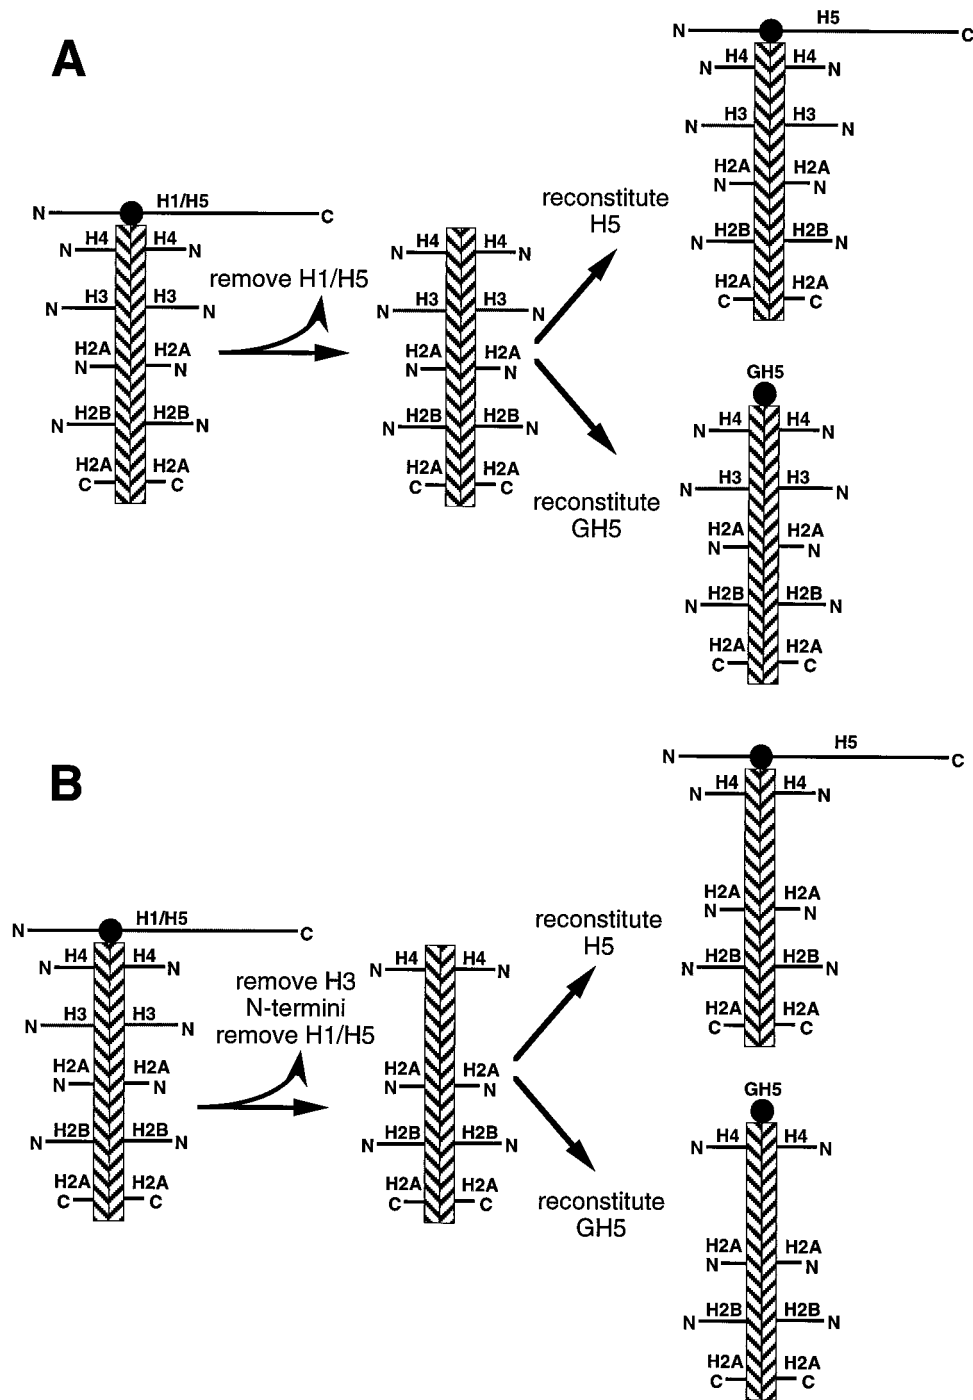 A
N H1/H5 C
N H4 H4 N
N H3 H3 N
H2A H2A
N N
N H2B H2B N
H2A H2A
C C
remove H1/H5
N H4 H4 N
N H3 H3 N
H2A H2A
N N
N H2B H2B N
H2A H2A
C C
reconstitute
H5
N H5 C
N H4 H4 N
N H3 H3 N
H2A H2A
N N
N H2B H2B N
H2A H2A
C C
reconstitute
GH5
GH5
N H4 H4 N
N H3 H3 N
H2A H2A
N N
N H2B H2B N
H2A H2A
C C
B
N H1/H5 C
N H4 H4 N
N H3 H3 N
H2A H2A
N N
N H2B H2B N
H2A H2A
C C
remove H3
N-termini
remove H1/H5
N H4 H4 N
H2A H2A
N N
N H2B H2B N
H2A H2A
C C
reconstitute
H5
N H5 C
N H4 H4 N
H2A H2A
N N
N H2B H2B N
H2A H2A
C C
reconstitute
GH5
GH5
N H4 H4 N
H2A H2A
N N
N H2B H2B N
H2A H2A
C C